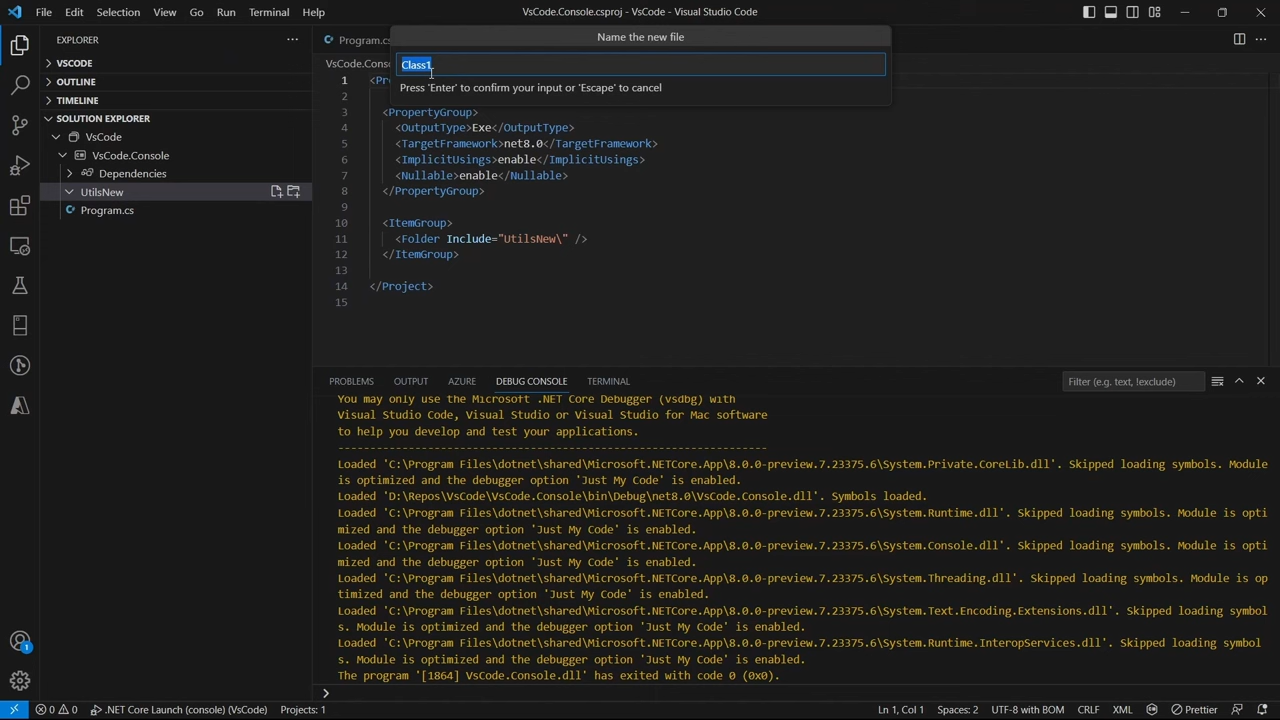 File Edit Selection View Go Run Terminal Help
VsCode.Console.csproj - VsCode - Visual Studio Code
EXPLORER
VSCODE
OUTLINE
TIMELINE
SOLUTION EXPLORER
VsCode
VsCode.Console
Dependencies
UtilsNew
Program.cs
Name the new file
Class1
Press 'Enter' to confirm your input or 'Escape' to cancel
1
2
3 <PropertyGroup>
4 <OutputType>Exe</OutputType>
5 <TargetFramework>net8.0</TargetFramework>
6 <ImplicitUsings>enable</ImplicitUsings>
7 <Nullable>enable</Nullable>
8 </PropertyGroup>
9
10 <ItemGroup>
11 <Folder Include="UtilsNew\" />
12 </ItemGroup>
13
14 </Project>
15
PROBLEMS OUTPUT AZURE DEBUG CONSOLE TERMINAL
Filter (e.g. text, !exclude)
You may only use the Microsoft .NET Core Debugger (vsdbg) with
Visual Studio Code, Visual Studio or Visual Studio for Mac software
to help you develop and test your applications.
-------------------------------------------------------------------
Loaded 'C:\Program Files\dotnet\shared\Microsoft.NETCore.App\8.0.0-preview.7.23375.6\System.Private.CoreLib.dll'. Skipped loading symbols. Module
is optimized and the debugger option 'Just My Code' is enabled.
Loaded 'D:\Repos\VsCode\VsCode.Console\bin\Debug\net8.0\VsCode.Console.dll'. Symbols loaded.
Loaded 'C:\Program Files\dotnet\shared\Microsoft.NETCore.App\8.0.0-preview.7.23375.6\System.Runtime.dll'. Skipped loading symbols. Module is opti
mized and the debugger option 'Just My Code' is enabled.
Loaded 'C:\Program Files\dotnet\shared\Microsoft.NETCore.App\8.0.0-preview.7.23375.6\System.Console.dll'. Skipped loading symbols. Module is opti
mized and the debugger option 'Just My Code' is enabled.
Loaded 'C:\Program Files\dotnet\shared\Microsoft.NETCore.App\8.0.0-preview.7.23375.6\System.Threading.dll'. Skipped loading symbols. Module is op
timized and the debugger option 'Just My Code' is enabled.
Loaded 'C:\Program Files\dotnet\shared\Microsoft.NETCore.App\8.0.0-preview.7.23375.6\System.Text.Encoding.Extensions.dll'. Skipped loading symbol
s. Module is optimized and the debugger option 'Just My Code' is enabled.
Loaded 'C:\Program Files\dotnet\shared\Microsoft.NETCore.App\8.0.0-preview.7.23375.6\System.Runtime.InteropServices.dll'. Skipped loading symbol
s. Module is optimized and the debugger option 'Just My Code' is enabled.
The program '[1864] VsCode.Console.dll' has exited with code 0 (0x0).
1
0 0 .NET Core Launch (console) (VsCode) Projects: 1
Ln 1, Col 1 Spaces: 2 UTF-8 with BOM CRLF XML Prettier